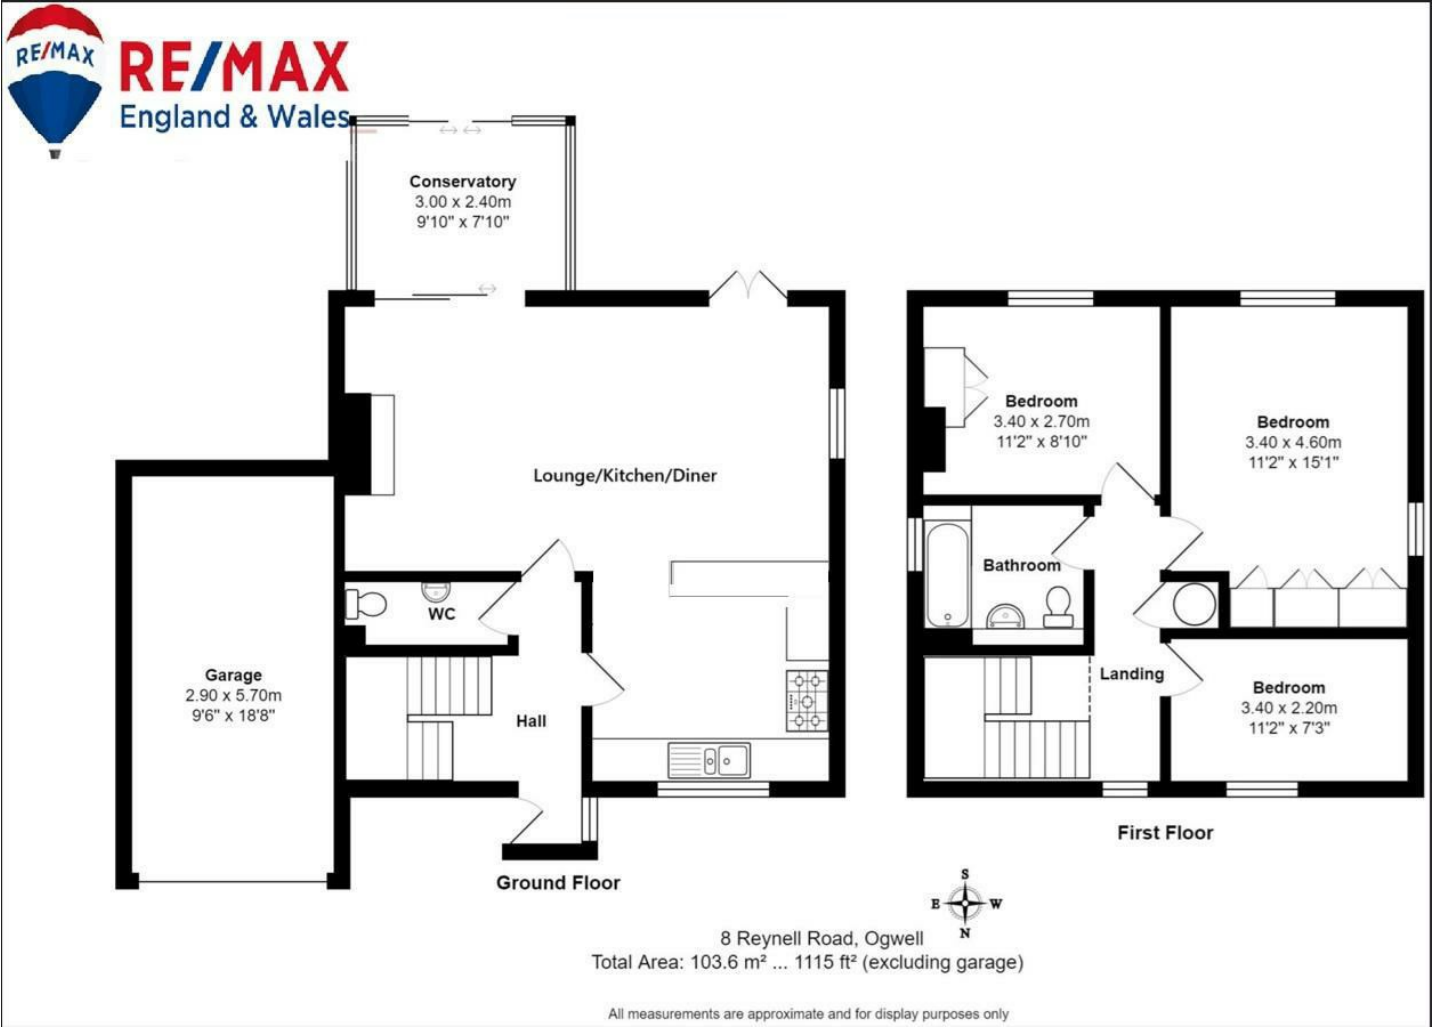 RE/MAX
RE/MAX
England & Wales
Conservatory
3.00 x 2.40m
9'10" x 7'10"
Lounge/Kitchen/Diner
WC
Garage
2.90 x 5.70m
9'6" x 18'8"
Hall
Ground Floor
Bedroom
3.40 x 2.70m
11'2" x 8'10"
Bedroom
3.40 x 4.60m
11'2" x 15'1"
Bathroom
Landing
Bedroom
3.40 x 2.20m
11'2" x 7'3"
First Floor
S
E W
N
8 Reynell Road, Ogwell
Total Area: 103.6 m² ... 1115 ft² (excluding garage)
All measurements are approximate and for display purposes only